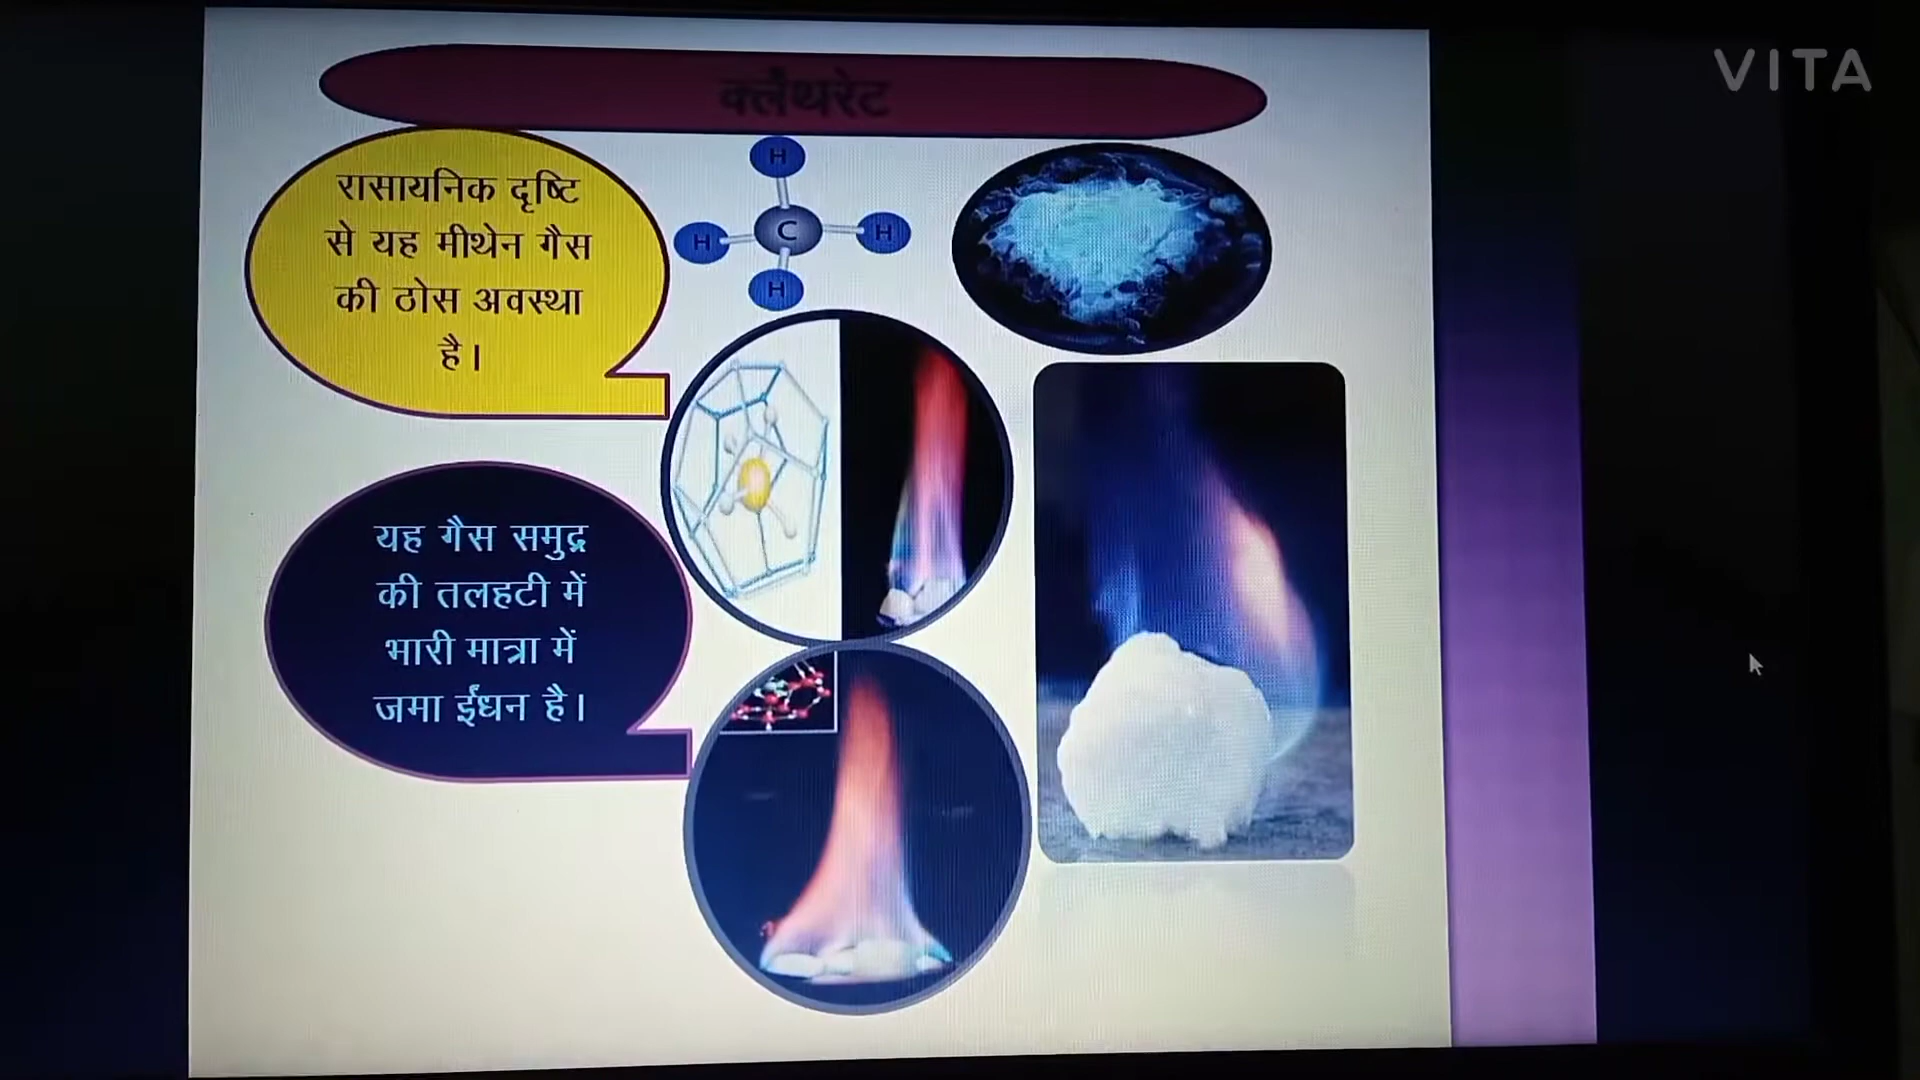 क्लेथरेट
रासायनिक दृष्टि
से यह मीथेन गैस
की ठोस अवस्था
है।
H
H
C
H
H
यह गैस समुद्र
की तलहटी में
भारी मात्रा में
जमा ईंधन है।
VITA